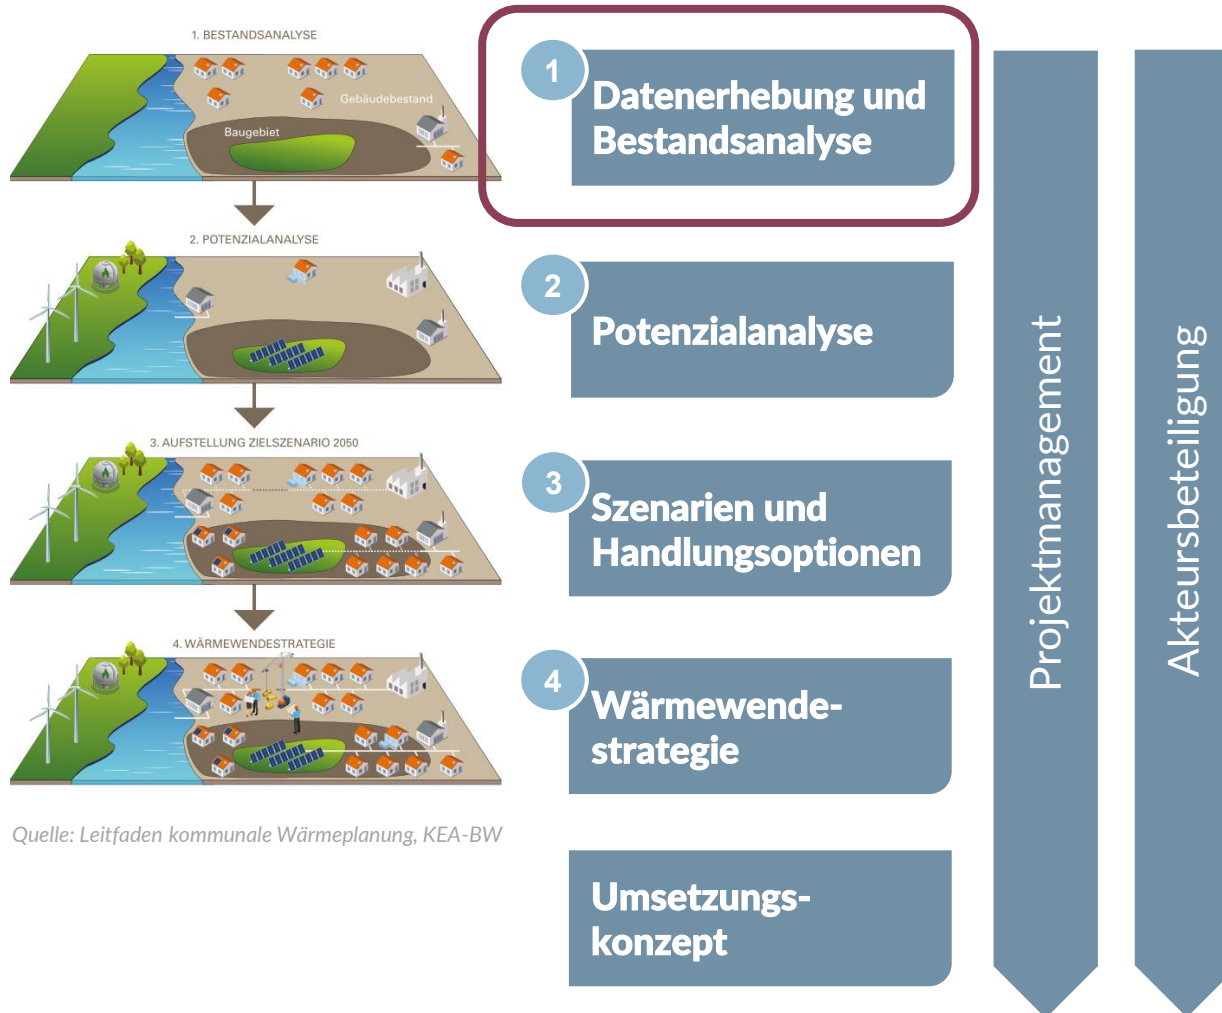 1. BESTANDSANALYSE
Gebäudebestand
Baugebiet
2. POTENZIALANALYSE
3. AUFSTELLUNG ZIELSZENARIO 2050
4. WÄRMEWENDESTRATEGIE
Quelle: Leitfaden kommunale Wärmeplanung, KEA-BW
1
Datenerhebung und
Bestandsanalyse
2
Potenzialanalyse
3
Szenarien und
Handlungsoptionen
4
Wärmewende-
strategie
Umsetzungs-
konzept
Projektmanagement
Akteursbeteiligung